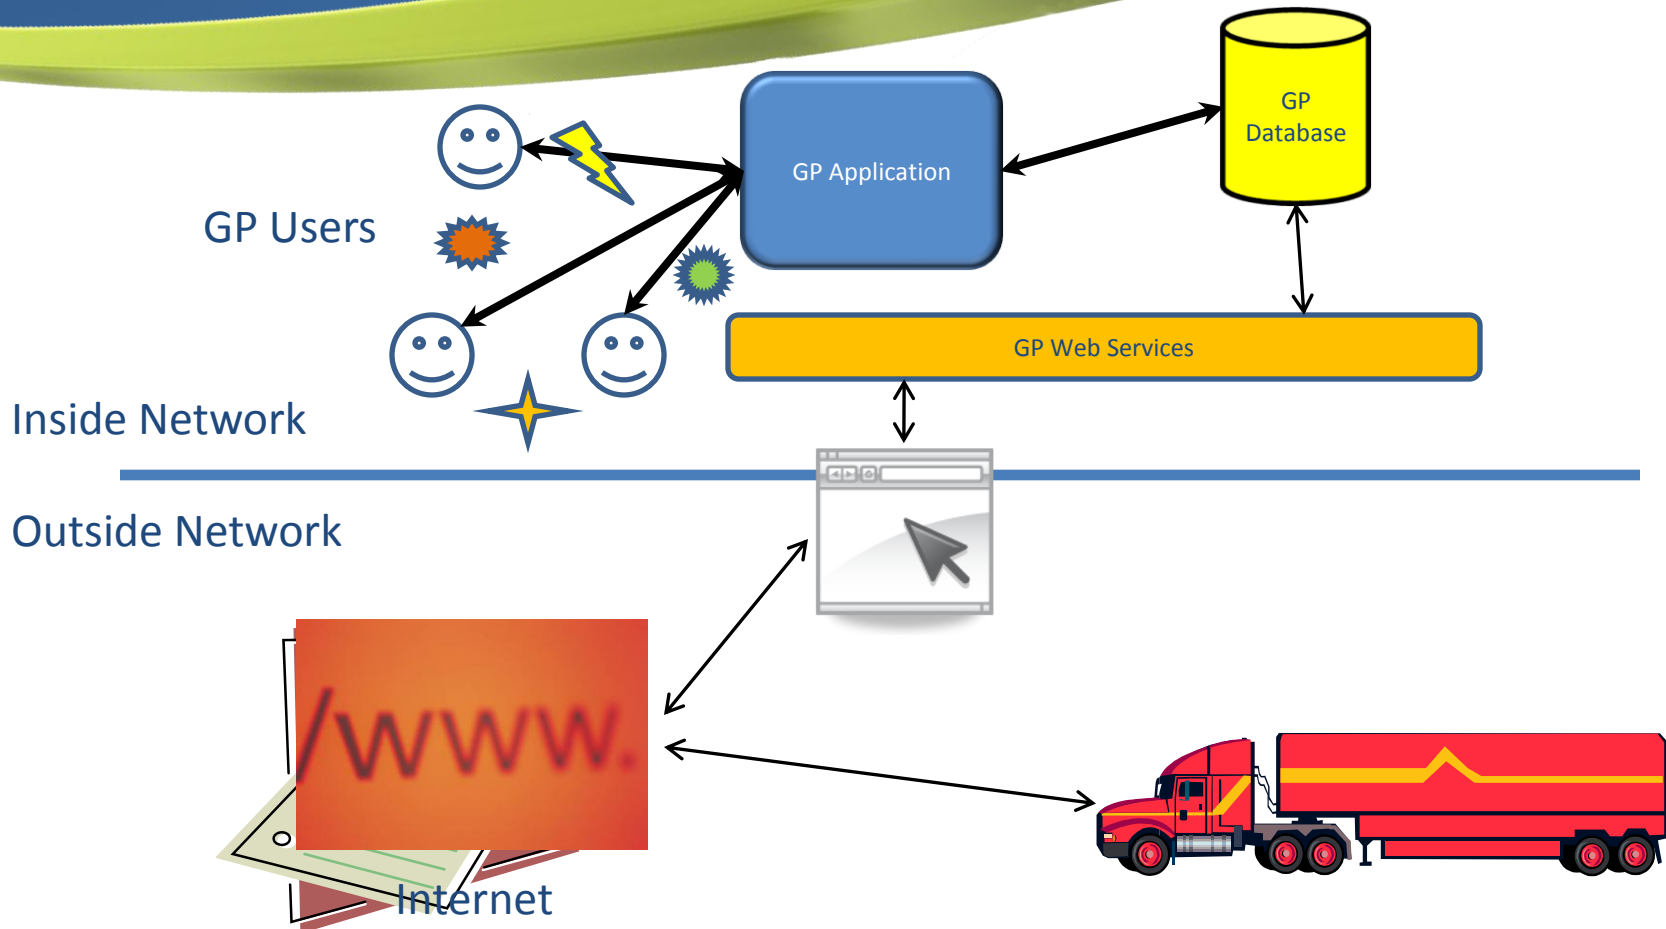 GP
Database
GP Application
GP Users
GP Web Services
Inside Network
Outside Network
/www.
Internet